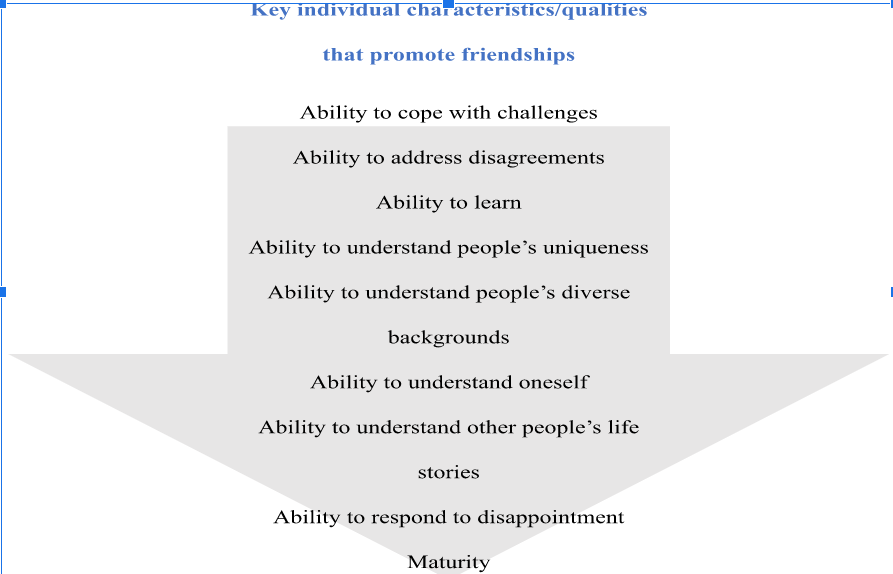 Key individual characteristics/qualities
that promote friendships
Ability to cope with challenges
Ability to address disagreements
Ability to learn
Ability to understand people’s uniqueness
Ability to understand people’s diverse
backgrounds
Ability to understand oneself
Ability to understand other people’s life
stories
Ability to respond to disappointment
Maturity